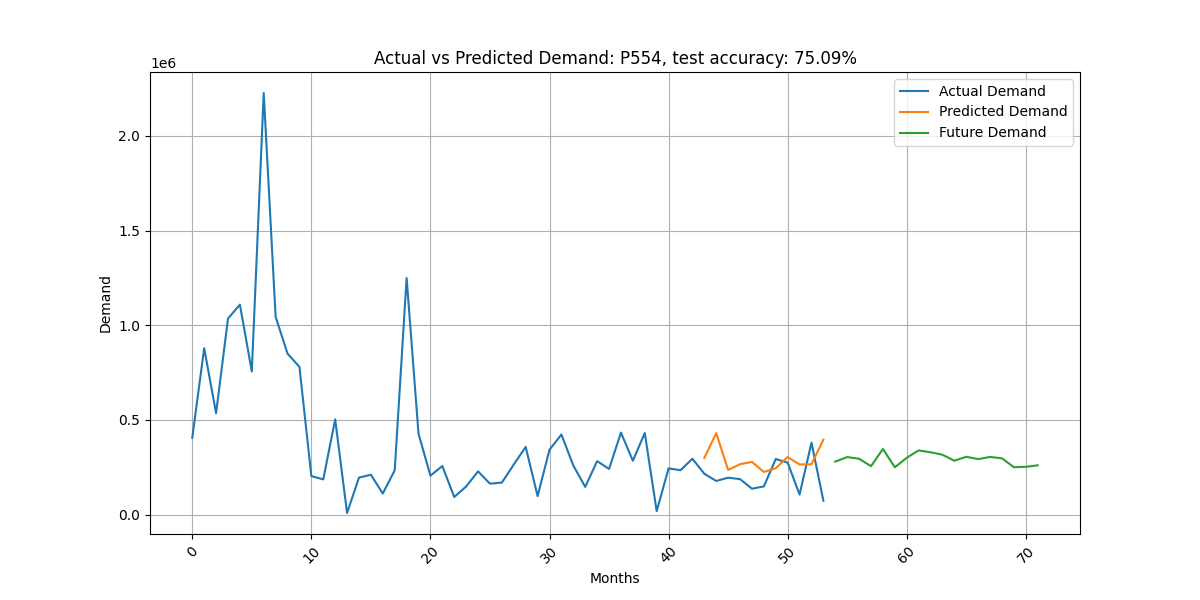 Actual vs Predicted Demand: P554, test accuracy: 75.09%
1e6
Actual Demand
Predicted Demand
Future Demand
2.0
1.5
1.0
0.5
0.0
Demand
0
10
20
30
40
50
60
70
Months